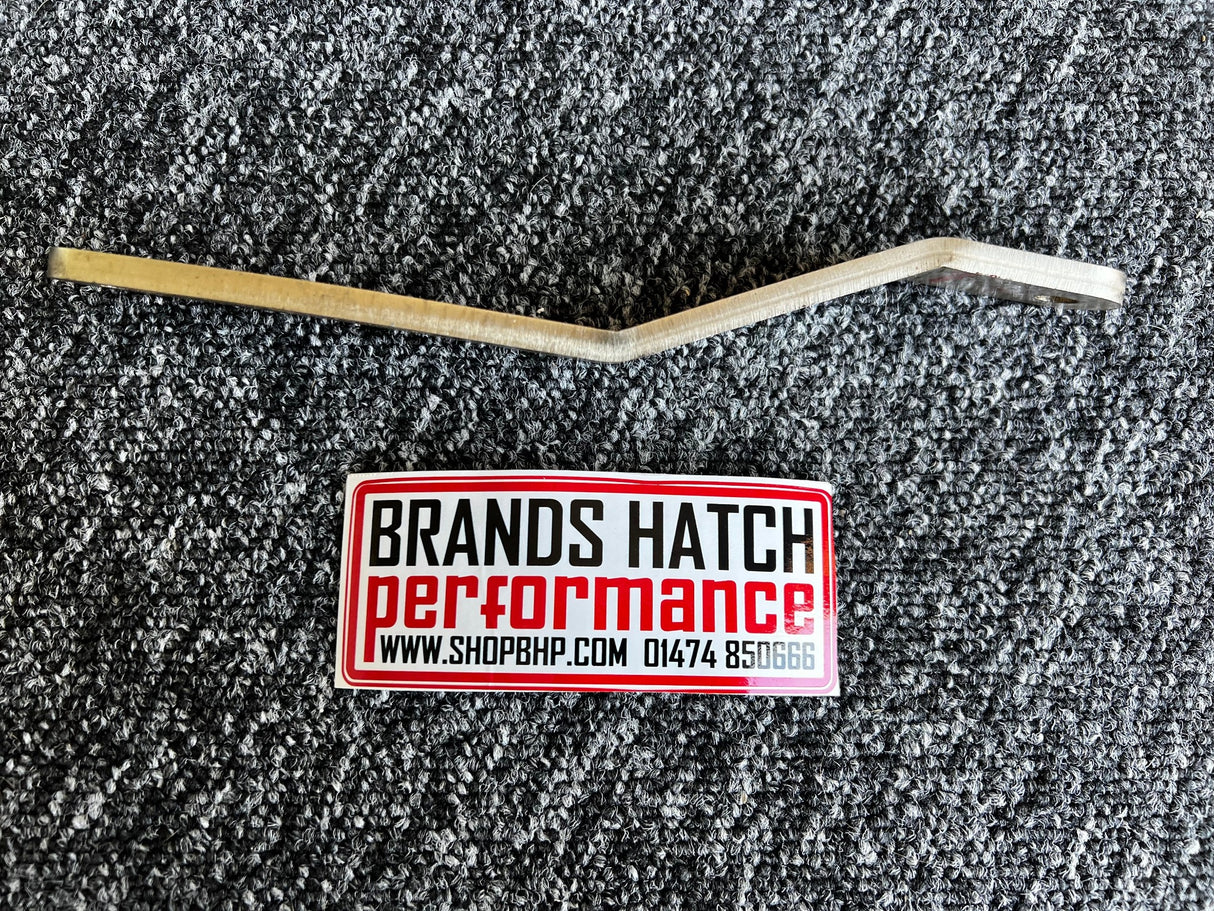 BRANDS HATCH
performance
WWW.SHOPBHP.COM 01474 850666